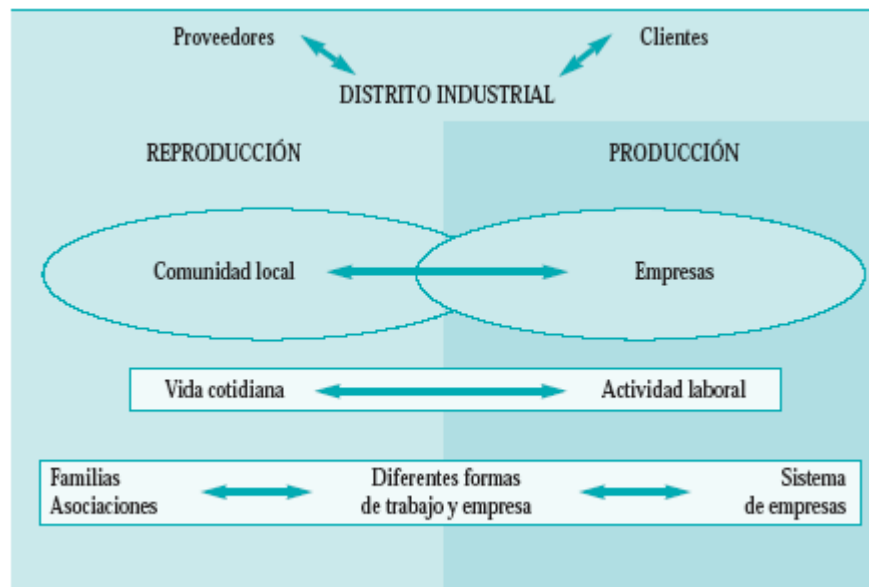 Proveedores
Clientes
DISTRITO INDUSTRIAL
REPRODUCCIÓN
PRODUCCIÓN
Comunidad local
Empresas
Vida cotidiana
Actividad laboral
Familias
Asociaciones
Diferentes formas
de trabajo y empresa
Sistema
de empresas